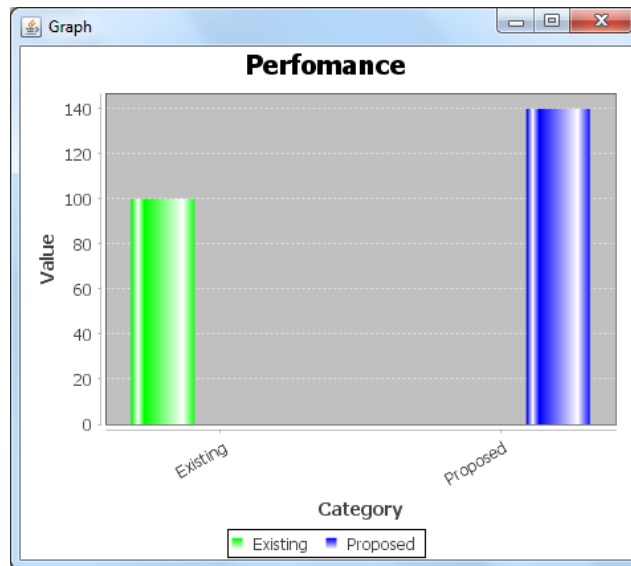 Graph
Perfomance
140
120
100
80
60
40
20
0
Value
Existing
Proposed
Category
Existing
Proposed